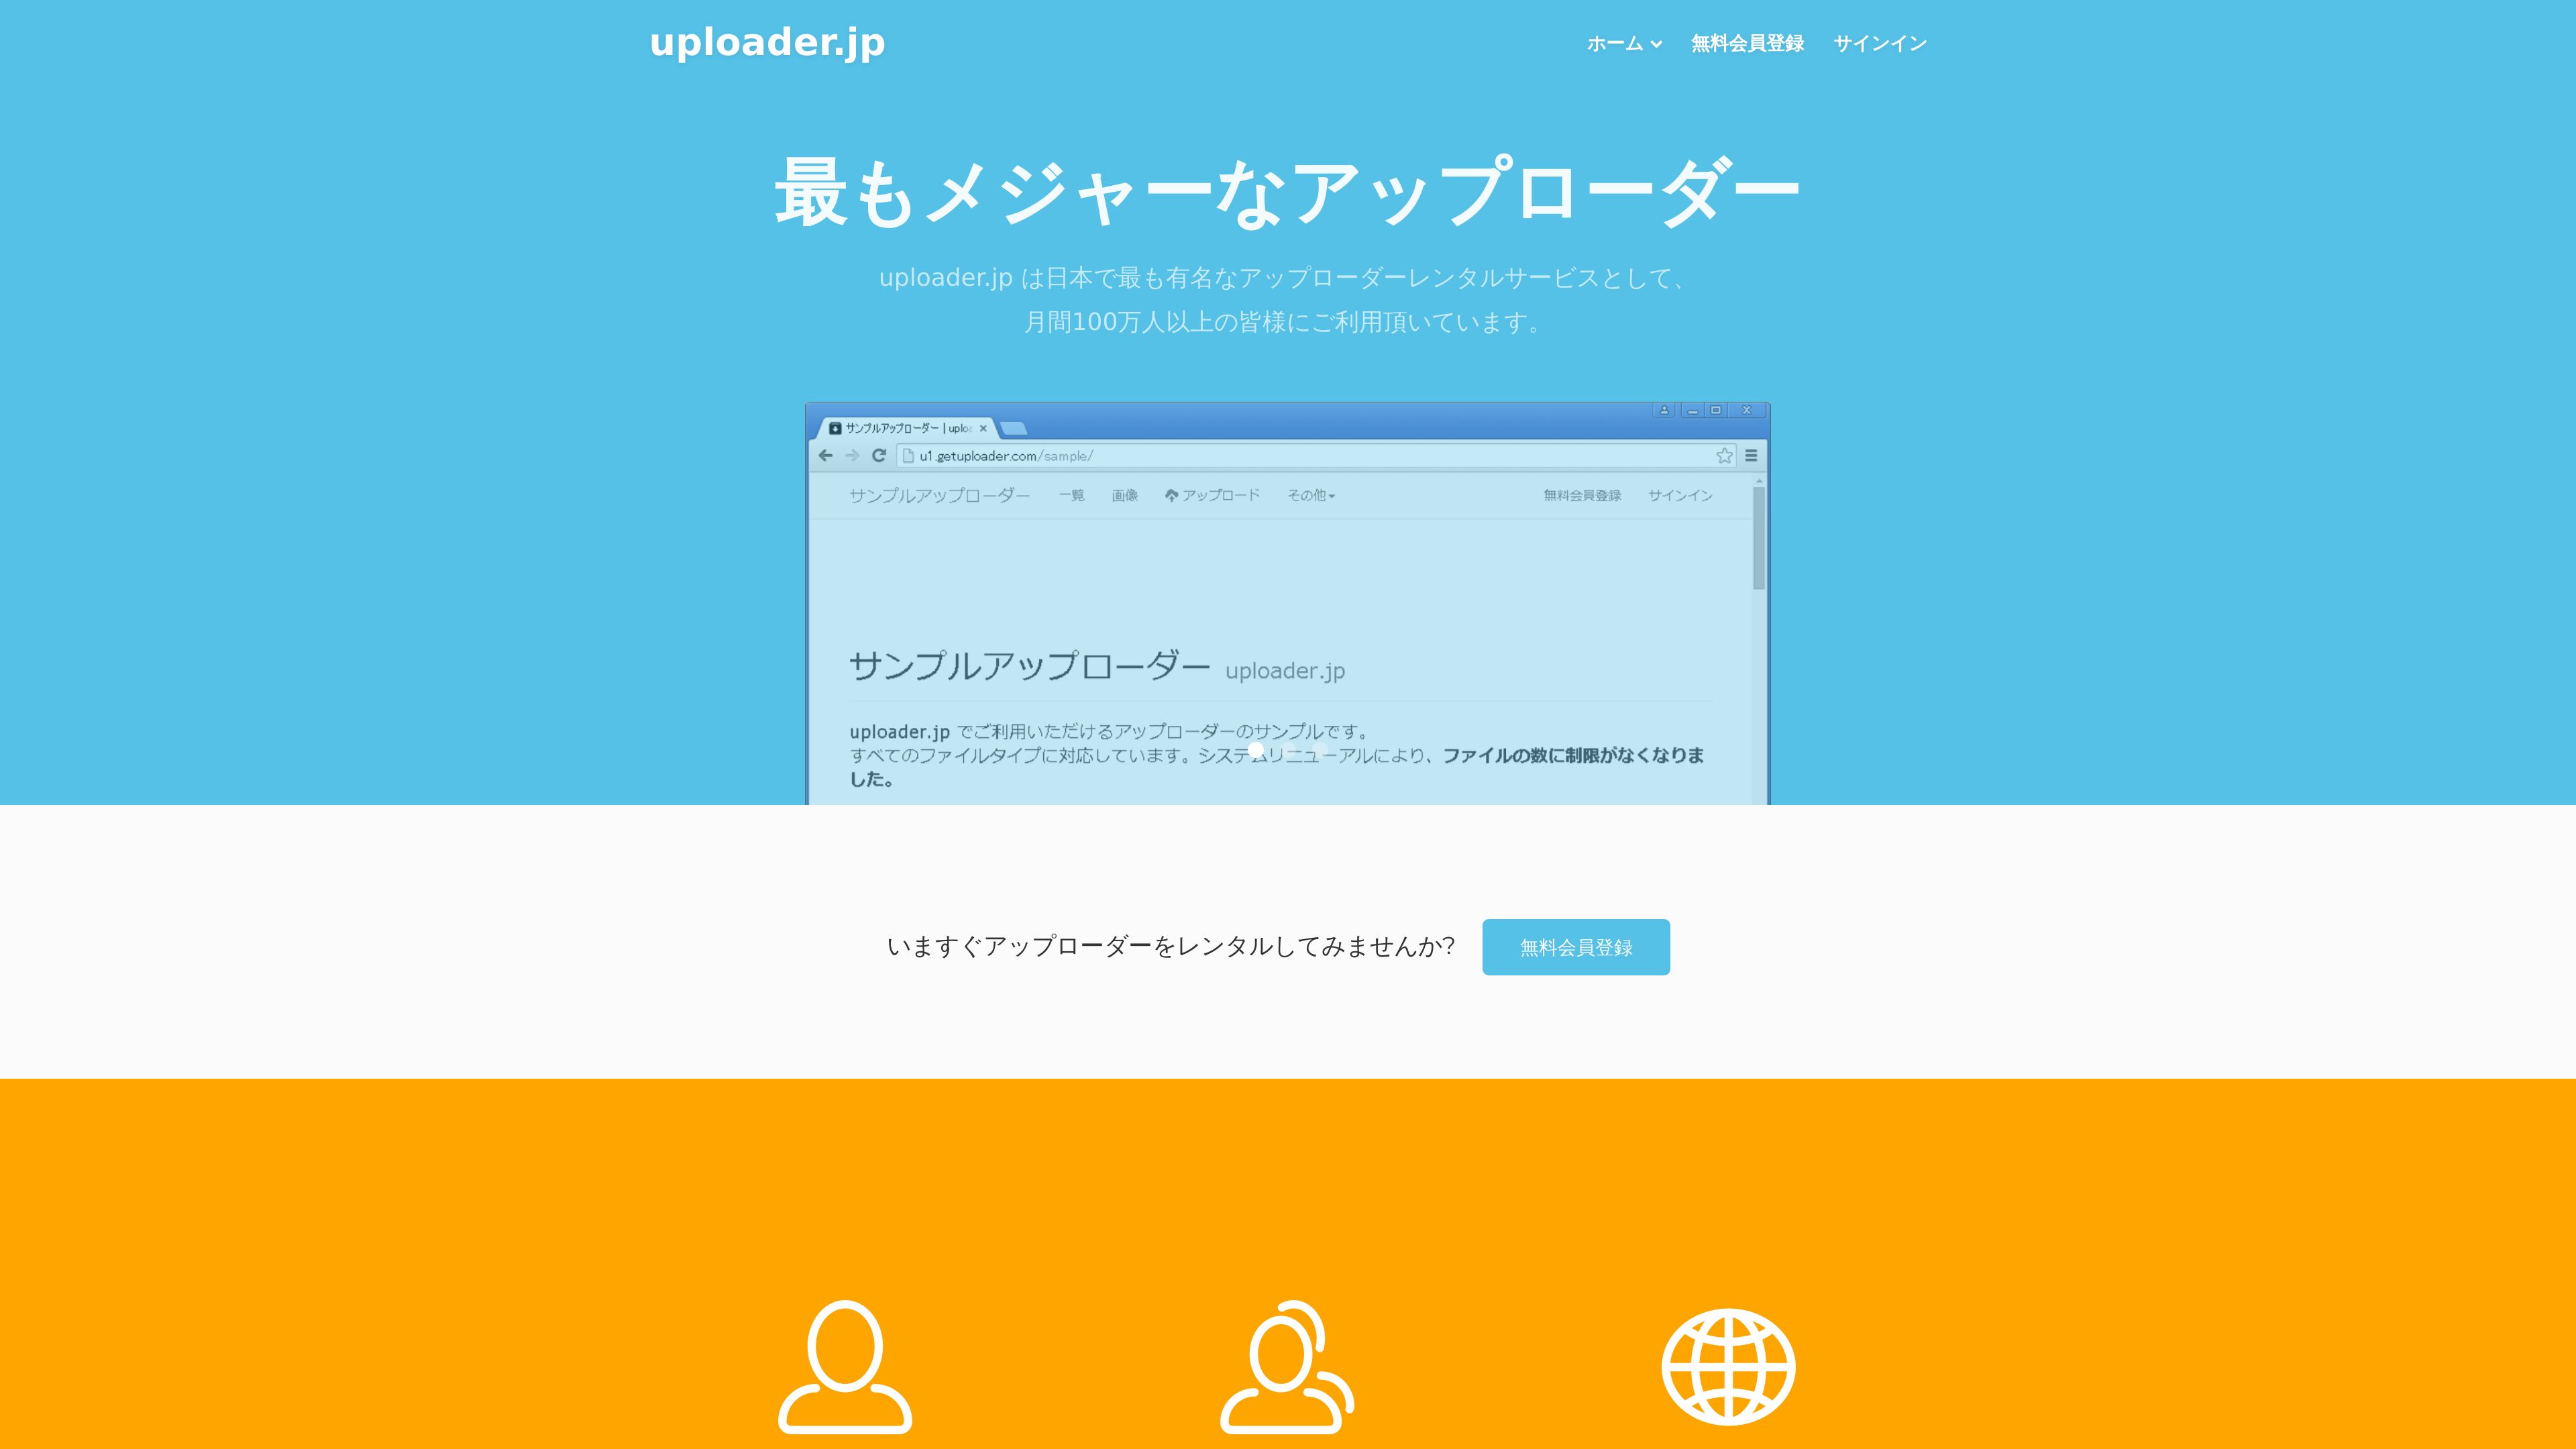 uploader.jp
ホーム
無料会員登録
サインイン
最もメジャーなアップローダー
uploader.jp は日本で最も有名なアップローダーレンタルサービスとして、
月間100万人以上の皆様にご利用頂いています。
サンプルアップローダー | uplo
u1.getuploader.com/sample/
サンプルアップローダー 一覧 画像 アップロード その他 無料会員登録 サインイン
サンプルアップローダー uploader.jp
uploader.jp でご利用いただけるアップローダーのサンプルです。
すべてのファイルタイプに対応しています。システムリニューアルにより、ファイルの数に制限がなくなりま
した。
いますぐアップローダーをレンタルしてみませんか?
無料会員登録